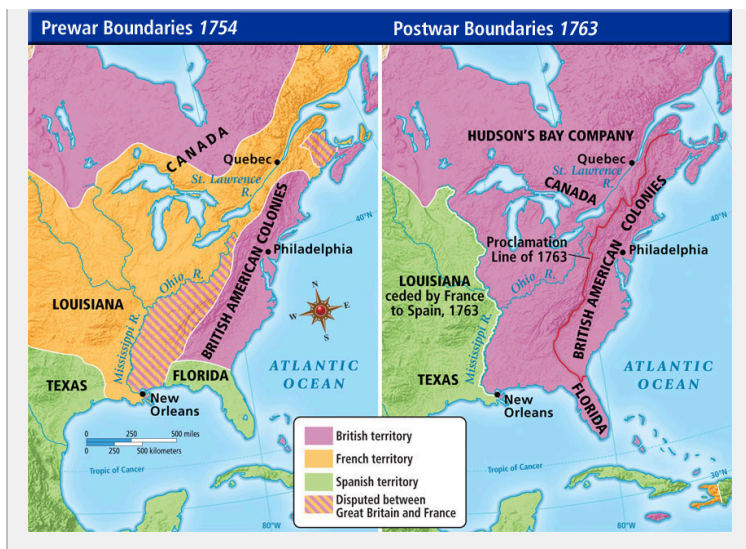 Prewar Boundaries 1754
CANADA
Quebec
St. Lawrence
R.
BRITISH AMERICAN COLONIES
40°N
Philadelphia
Ohio R.
LOUISIANA
Mississippi R.
N
W E
S
TEXAS
FLORIDA
ATLANTIC
OCEAN
New
Orleans
0 250 500 miles
0 250 500 kilometers
Tropic of Cancer
80°W
Postwar Boundaries 1763
HUDSON'S BAY COMPANY
Quebec
St. Lawrence
R.
CANADA
BRITISH AMERICAN COLONIES
40°N
Proclamation
Line of 1763
Philadelphia
Ohio R.
LOUISIANA
ceded by France
to Spain, 1763
Mississippi R.
TEXAS
ATLANTIC
OCEAN
FLORIDA
New
Orleans
Tropic of Cancer
30°N
80°W
British territory
French territory
Spanish territory
Disputed between
Great Britain and France